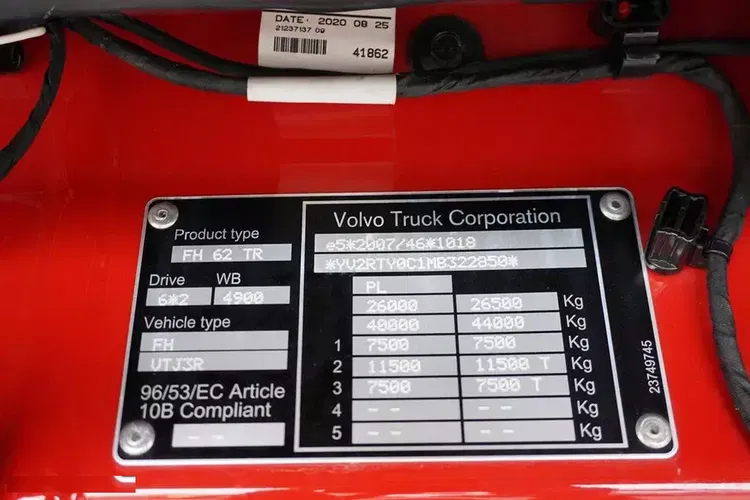 DATE: 2020 08 25
21237137 09
41862
Volvo Truck Corporation
Product type
FH 62 TR
e5*2007/46*1018
*YV2RTY0C1MB322850*
Drive WB
6*2 4900
PL
26000 26500 Kg
40000 44000 Kg
Vehicle type
FH
VTJ3R
1 7500 7500 Kg
2 11500 11500 T Kg
3 7500 7500 T Kg
4 - - - - Kg
5 - - - - Kg
96/53/EC Article
10B Compliant
- -
23749745